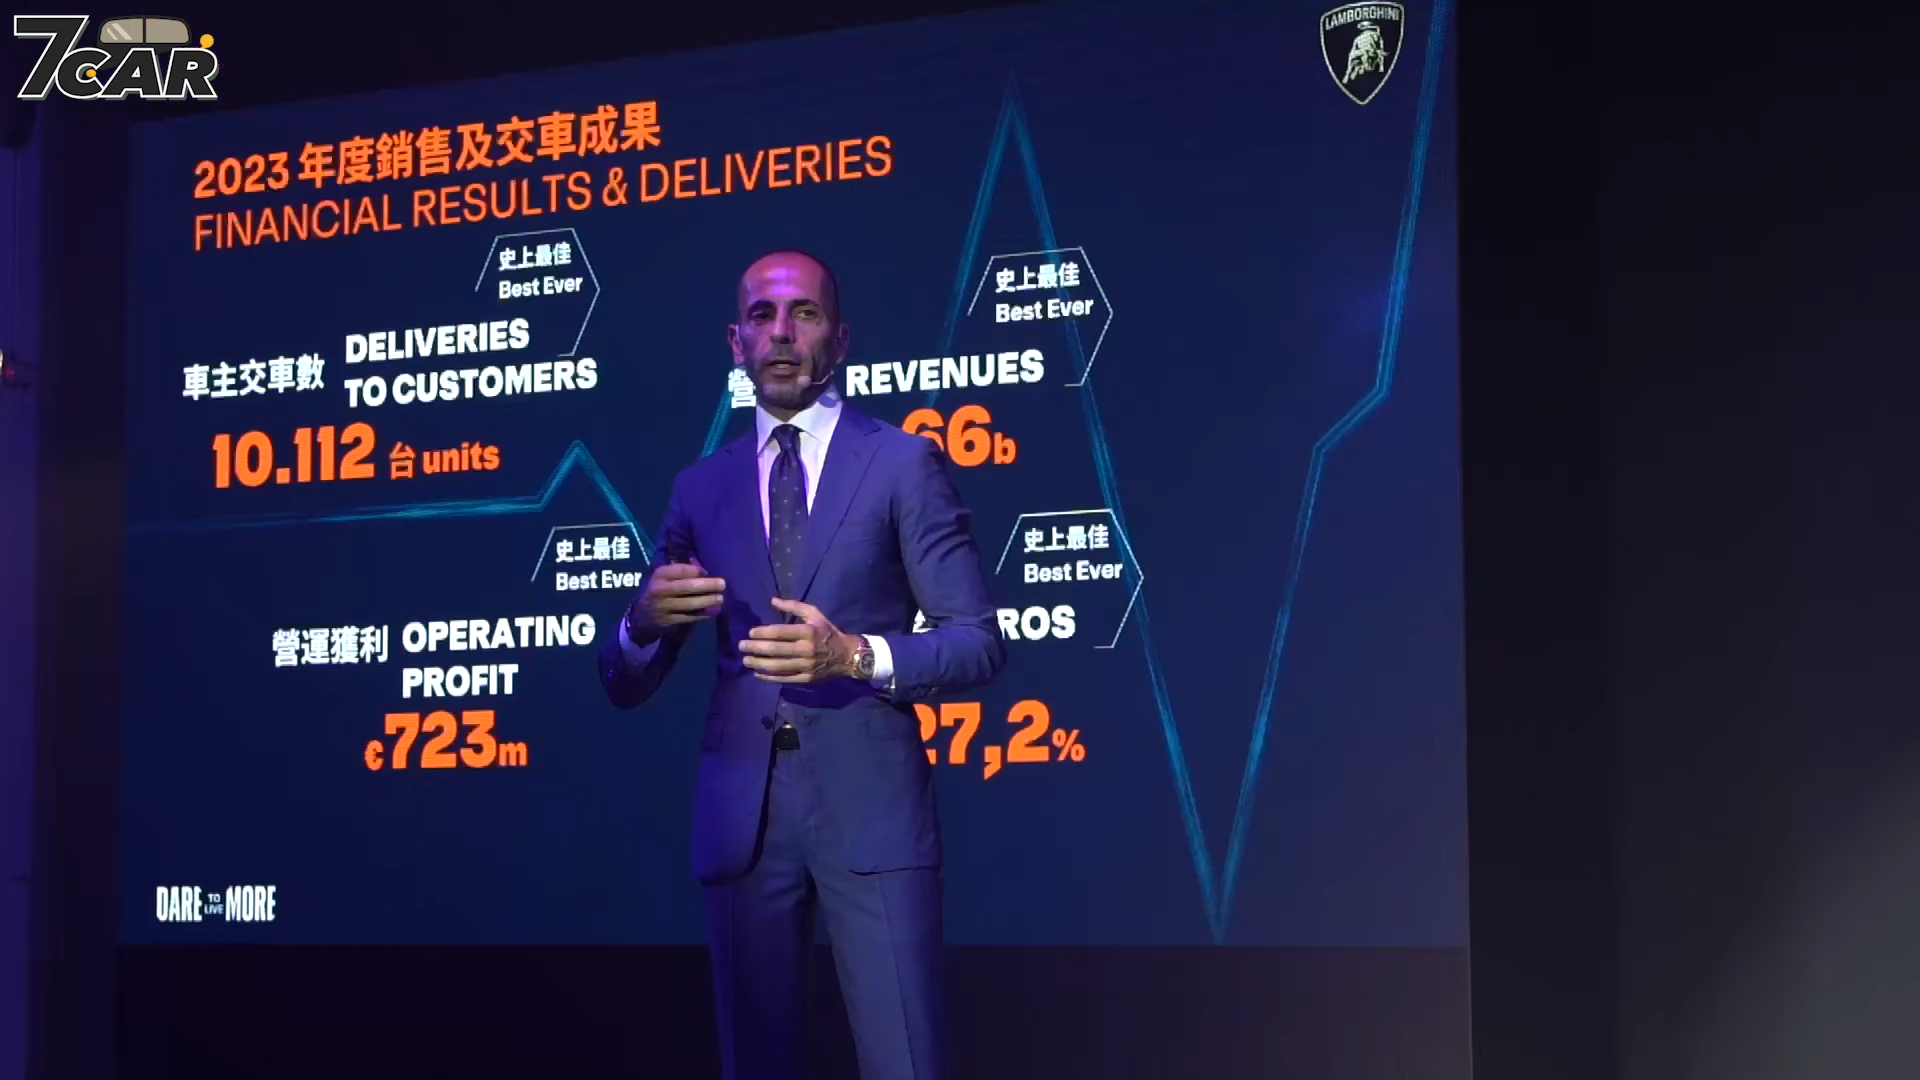 7CAR
LAMBORGHINI
2023 年度銷售及交車成果
FINANCIAL RESULTS & DELIVERIES
史上最佳
Best Ever
車主交車數
DELIVERIES
TO CUSTOMERS
10.112 台 units
史上最佳
Best Ever
營
REVENUES
66b
史上最佳
Best Ever
營運獲利
OPERATING
PROFIT
€723m
史上最佳
Best Ever
ROS
27,2%
DARE TO LIVE MORE